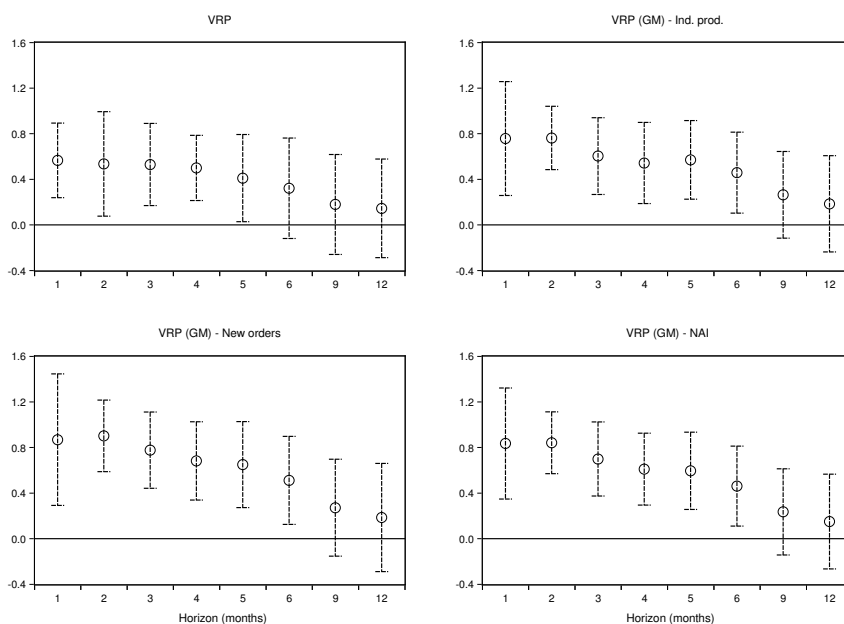 VRP
1.6
1.2
0.8
0.4
0.0
-0.4
1 2 3 4 5 6 9 12
VRP (GM) - Ind. prod.
1.6
1.2
0.8
0.4
0.0
-0.4
1 2 3 4 5 6 9 12
VRP (GM) - New orders
1.6
1.2
0.8
0.4
0.0
-0.4
1 2 3 4 5 6 9 12
Horizon (months)
VRP (GM) - NAI
1.6
1.2
0.8
0.4
0.0
-0.4
1 2 3 4 5 6 9 12
Horizon (months)